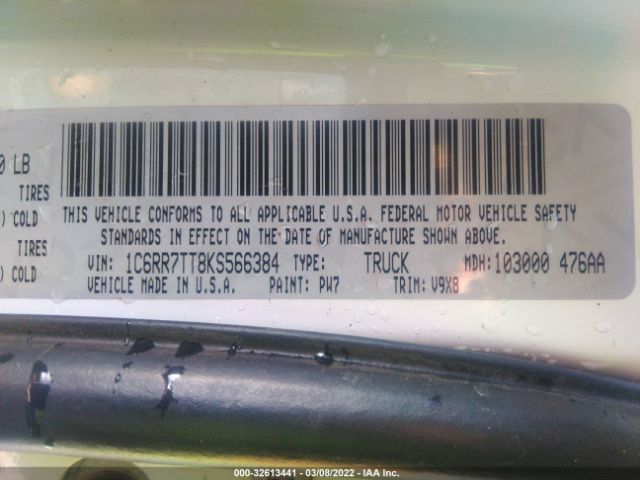 0 LB
TIRES
) COLD
TIRES
) COLD
THIS VEHICLE CONFORMS TO ALL APPLICABLE U.S.A. FEDERAL MOTOR VEHICLE SAFETY
STANDARDS IN EFFECT ON THE DATE OF MANUFACTURE SHOWN ABOVE.
VIN: 1C6RR7TT8KS566384 TYPE: TRUCK MDH: 103000 476AA
VEHICLE MADE IN U.S.A. PAINT: PW7 TRIM: V9X8
000-32613441 - 03/08/2022 - IAA Inc.